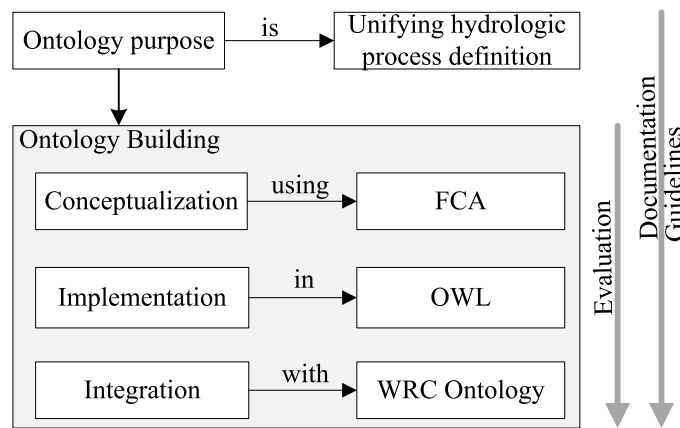 Ontology purpose
is
Unifying hydrologic
process definition
Ontology Building
Conceptualization
using
FCA
Implementation
in
OWL
Integration
with
WRC Ontology
Evaluation
Documentation
Guidelines